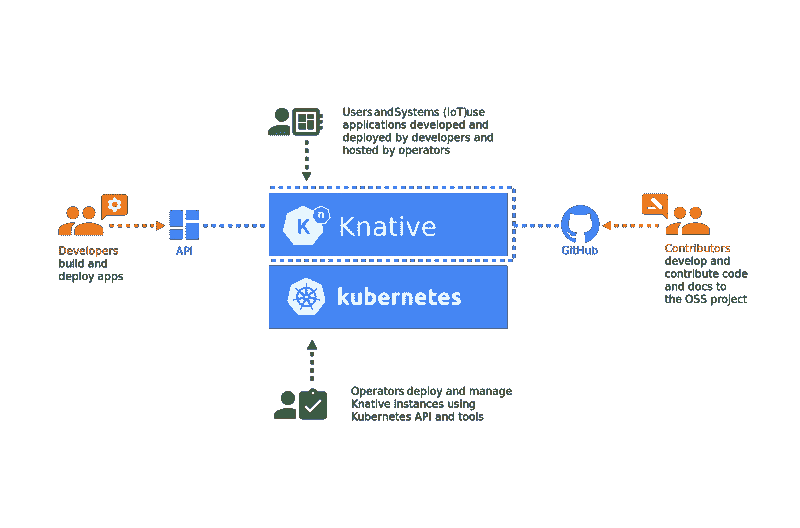 Users and Systems (IoT) use
applications developed and
deployed by developers and
hosted by operators
K
n
Knative
Developers
build and
deploy apps
API
GitHub
Contributors
develop and
contribute code
and docs to
the OSS project
kubernetes
Operators deploy and manage
Knative instances using
Kubernetes API and tools